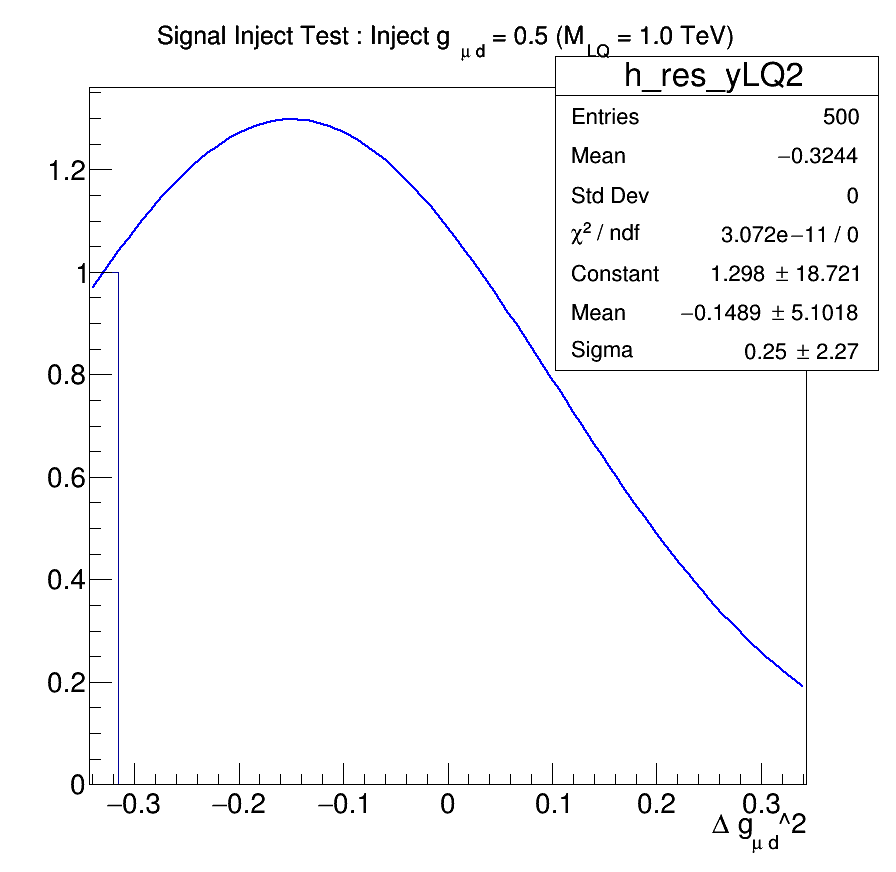 Signal Inject Test : Inject g μ d = 0.5 (M LQ = 1.0 TeV)
h_res_yLQ2
Entries 500
Mean −0.3244
Std Dev 0
χ² / ndf 3.072e−11 / 0
Constant 1.298 ± 18.721
Mean −0.1489 ± 5.1018
Sigma 0.25 ± 2.27
1.2
1
0.8
0.6
0.4
0.2
0
−0.3 −0.2 −0.1 0 0.1 0.2 0.3
Δ g μ d ^2